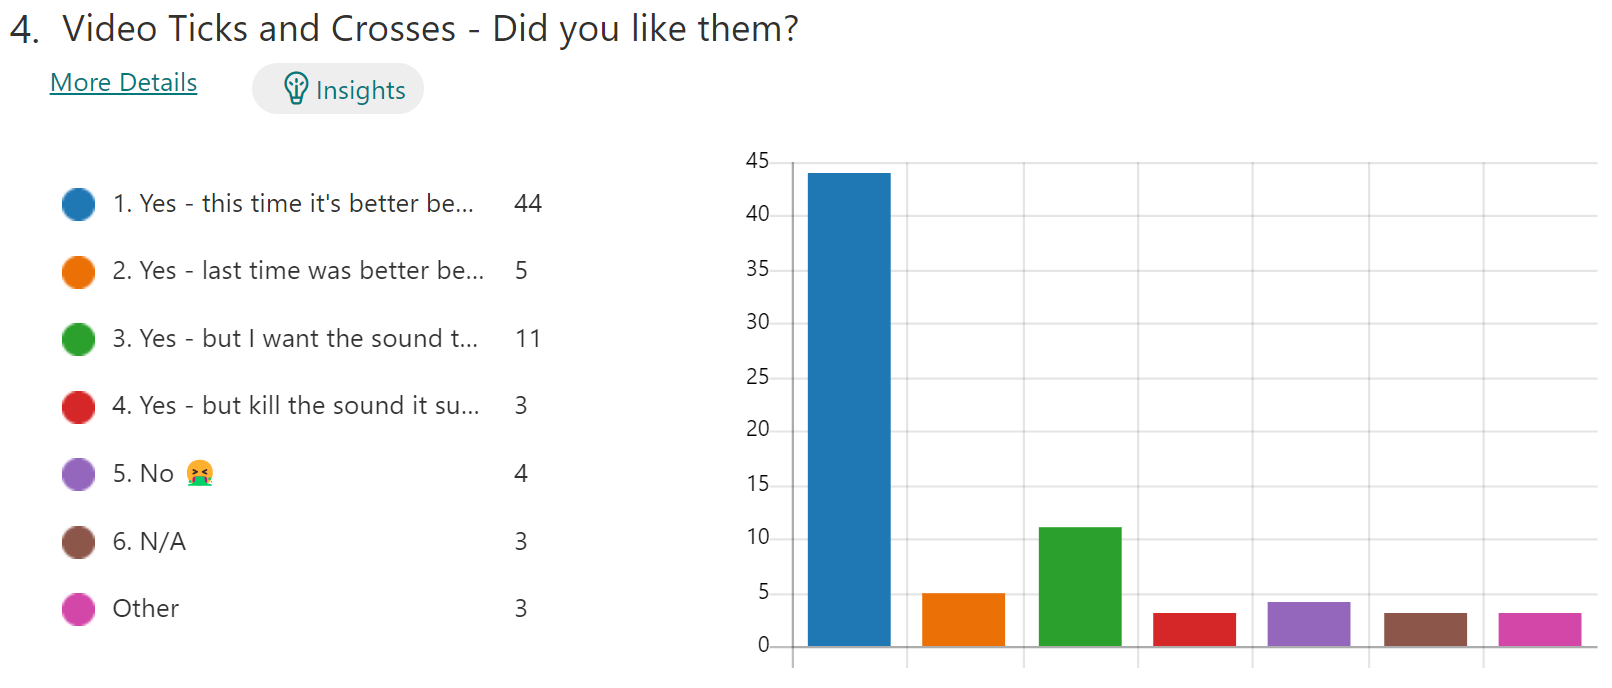 4. Video Ticks and Crosses - Did you like them?
More Details
Insights
1. Yes - this time it's better be...
44
2. Yes - last time was better be...
5
3. Yes - but I want the sound t...
11
4. Yes - but kill the sound it su...
3
5. No 🤮
4
6. N/A
3
Other
3
45
40
35
30
25
20
15
10
5
0